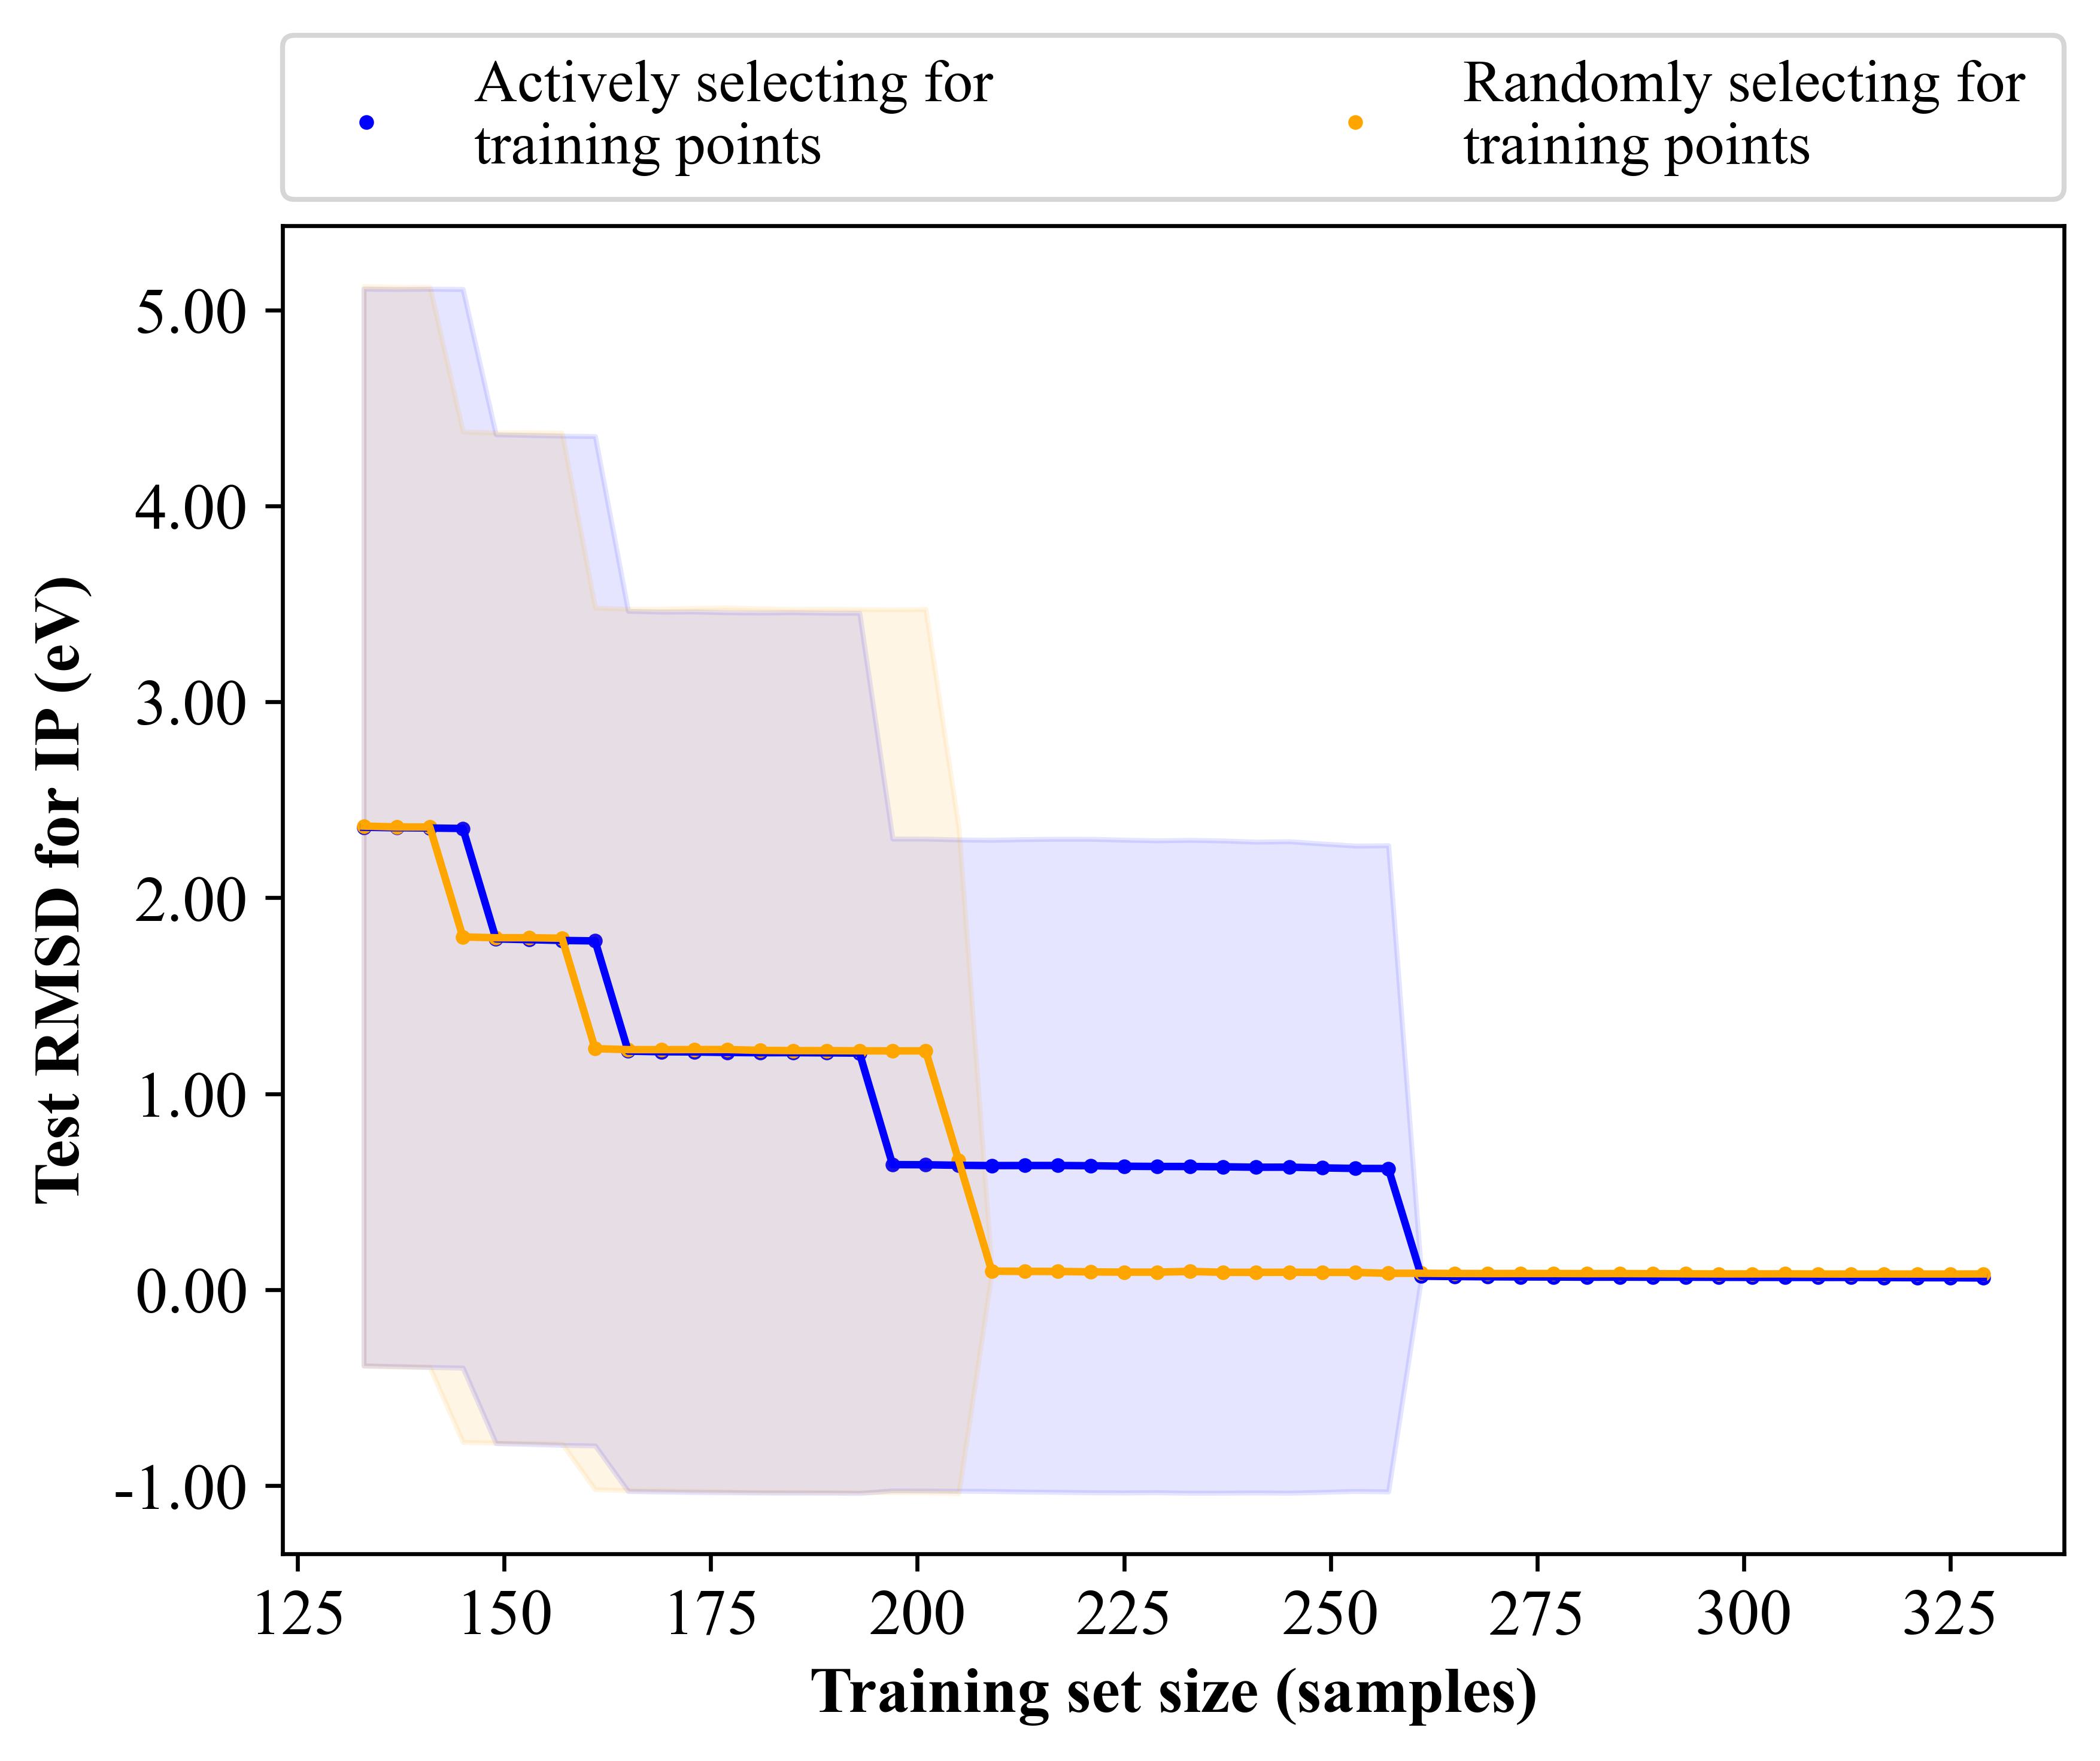 Actively selecting for
training points
Randomly selecting for
training points
5.00
4.00
3.00
2.00
1.00
0.00
-1.00
Test RMSD for IP (eV)
125 150 175 200 225 250 275 300 325
Training set size (samples)